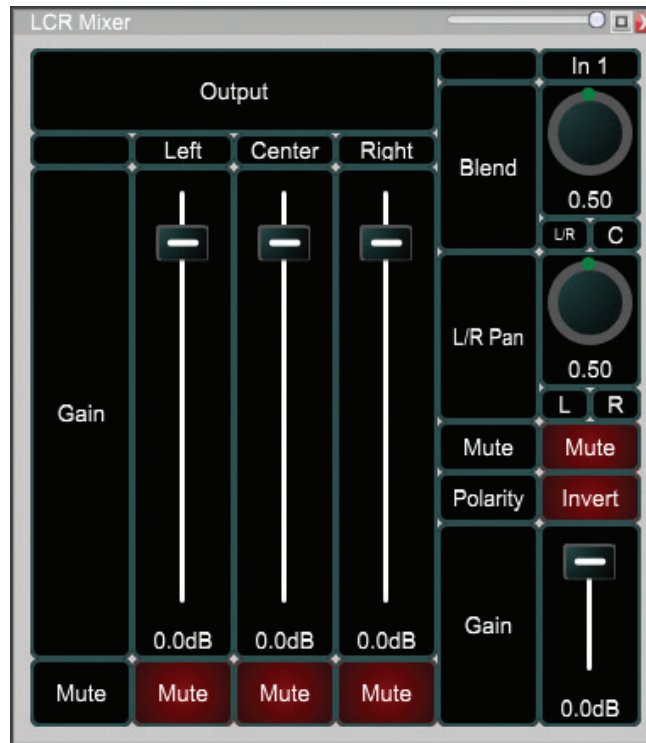 LCR Mixer
Output
Left Center Right
Gain
0.0dB 0.0dB 0.0dB
Mute Mute Mute Mute
In 1
Blend
0.50
L/R C
L/R Pan
0.50
L R
Mute Mute
Polarity Invert
Gain
0.0dB